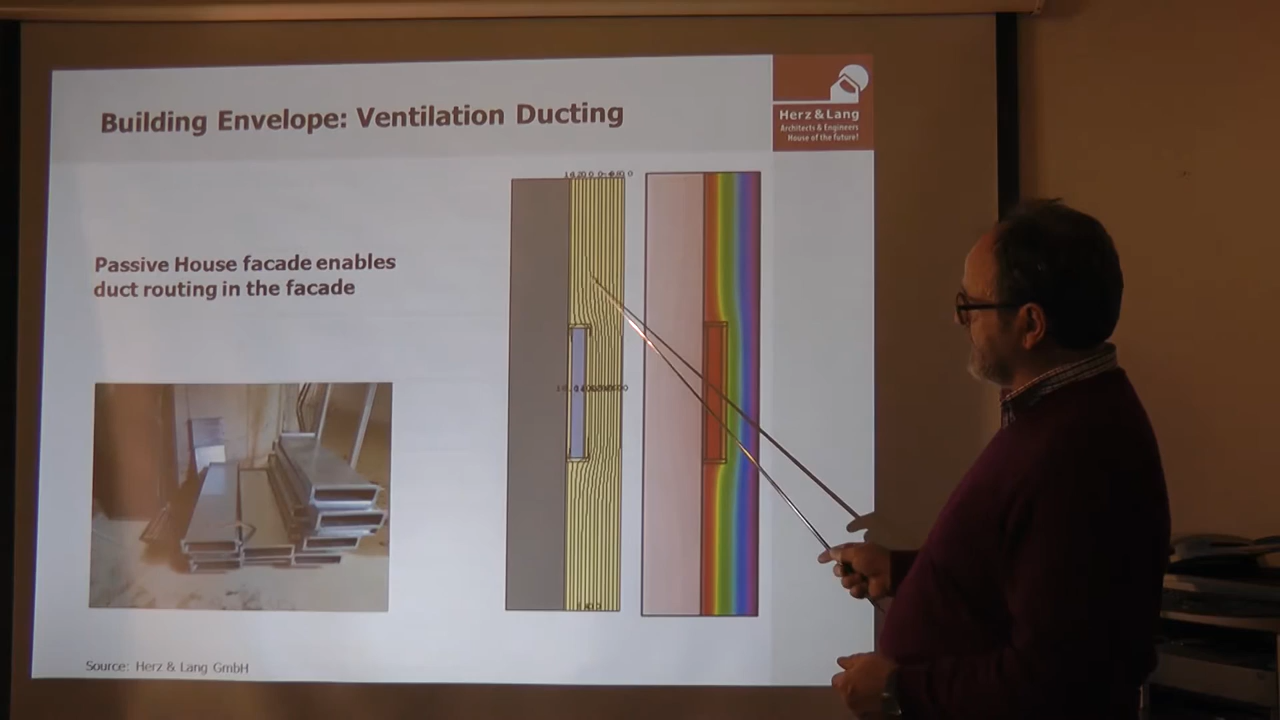 Building Envelope: Ventilation Ducting
Herz & Lang
Architects & Engineers
House of the future!
Passive House facade enables
duct routing in the facade
Source: Herz & Lang GmbH